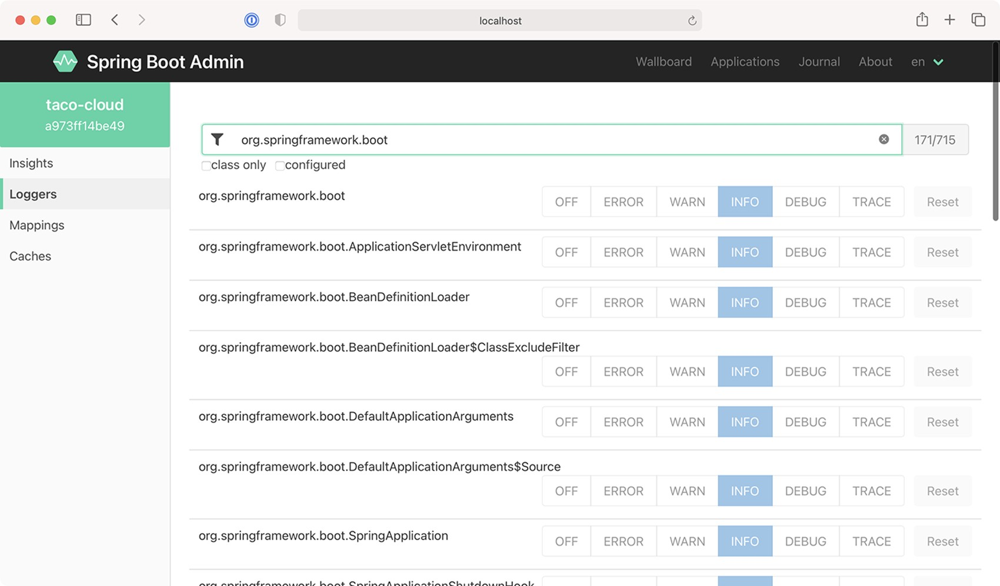 localhost
Spring Boot Admin Wallboard Applications Journal About en
taco-cloud
a973ff14be49
Insights
Loggers
Mappings
Caches
org.springframework.boot 171/715
class only configured
org.springframework.boot OFF ERROR WARN INFO DEBUG TRACE Reset
org.springframework.boot.ApplicationServletEnvironment OFF ERROR WARN INFO DEBUG TRACE Reset
org.springframework.boot.BeanDefinitionLoader OFF ERROR WARN INFO DEBUG TRACE Reset
org.springframework.boot.BeanDefinitionLoader$ClassExcludeFilter
OFF ERROR WARN INFO DEBUG TRACE Reset
org.springframework.boot.DefaultApplicationArguments OFF ERROR WARN INFO DEBUG TRACE Reset
org.springframework.boot.DefaultApplicationArguments$Source
OFF ERROR WARN INFO DEBUG TRACE Reset
org.springframework.boot.SpringApplication OFF ERROR WARN INFO DEBUG TRACE Reset
org.springframework.boot.SpringApplicationShutdownHook